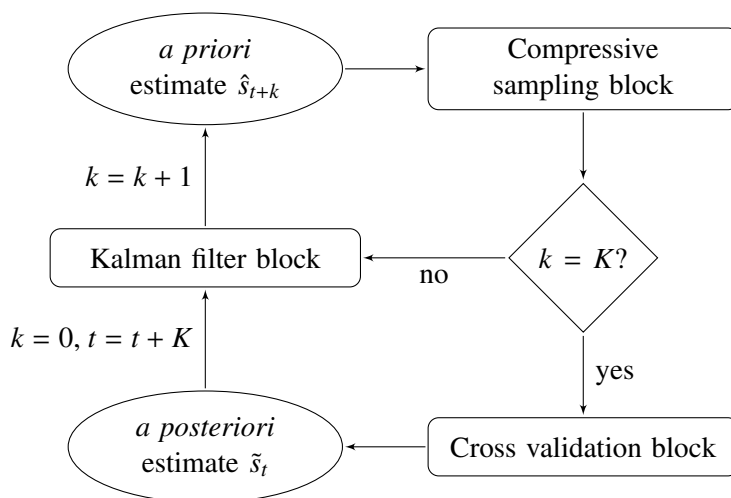 a priori
estimate ŝ_{t+k}
Compressive
sampling block
k = k + 1
Kalman filter block
no
k = K?
k = 0, t = t + K
yes
a posteriori
estimate s̃_t
Cross validation block